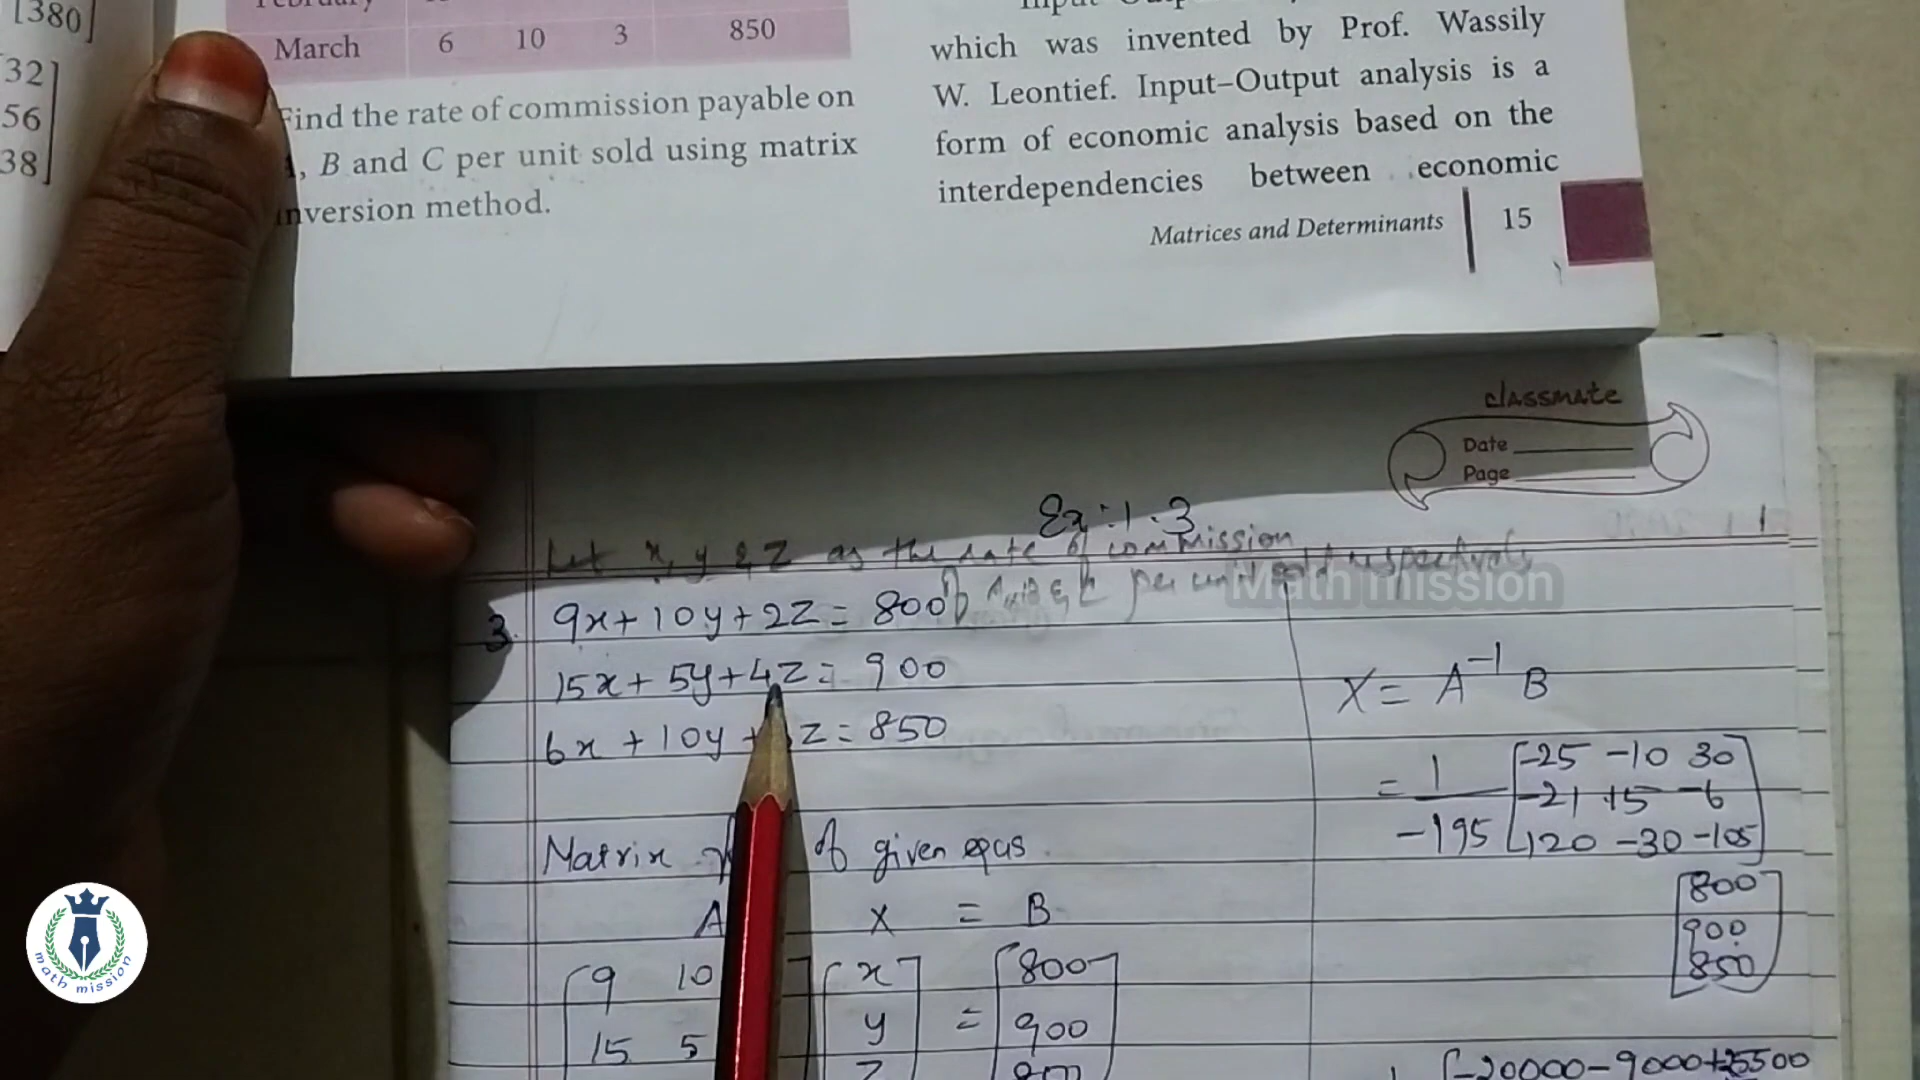 380]
32]
56
38]
March 6 10 3 850
Find the rate of commission payable on
, B and C per unit sold using matrix
inversion method.
which was invented by Prof. Wassily
W. Leontief. Input–Output analysis is a
form of economic analysis based on the
interdependencies between economic
Matrices and Determinants 15
classmate
Date
Page
Ex:1.3
Let x, y & z as the rate of commission
per unit sold respectively
Math mission
3. 9x+10y+2z=800
15x+5y+4z=900
6x+10y+ z=850
Matrix of given eqns.
A X = B
[9 10 ] [x] = [800]
15 5 y = 900
z
X = A⁻¹ B
= 1/-195 [-25 -10 30
-21 +15 -6
120 -30 -105]
[800
900
850]
[-20000-9000+25500
math mission